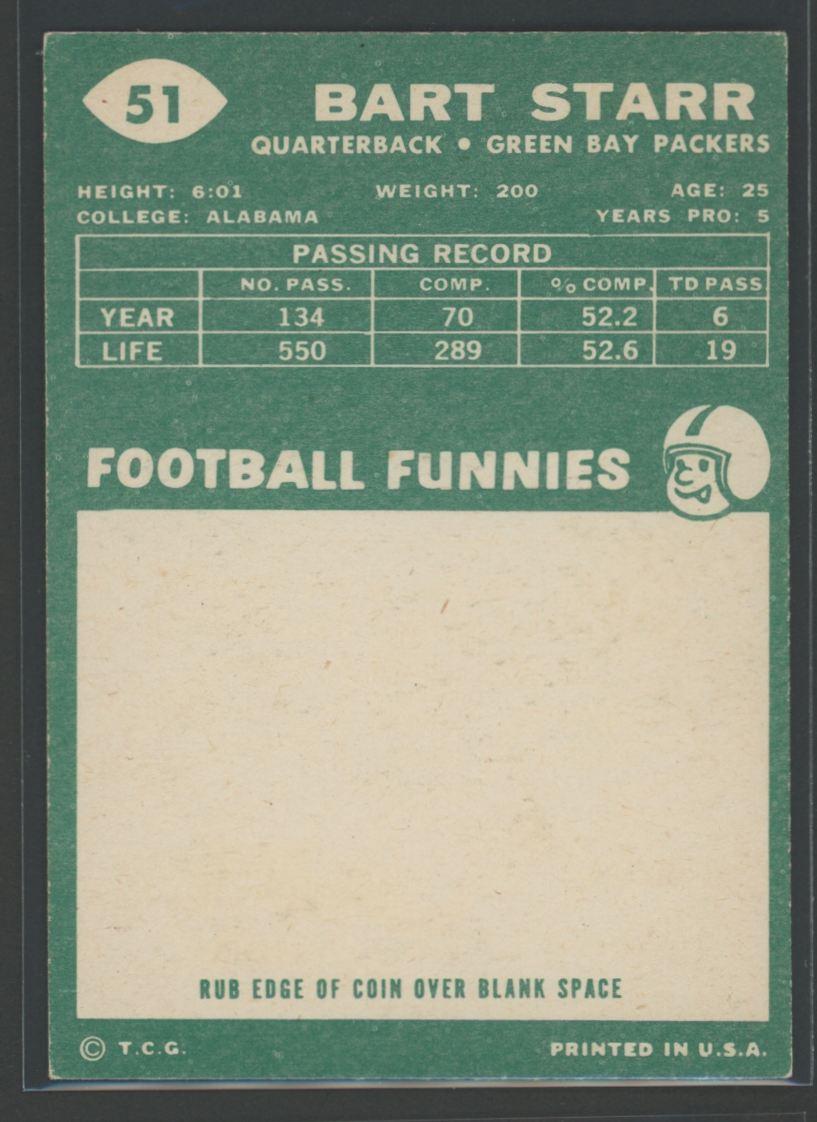 51
BART STARR
QUARTERBACK • GREEN BAY PACKERS
HEIGHT: 6:01 WEIGHT: 200 AGE: 25
COLLEGE: ALABAMA YEARS PRO: 5
PASSING RECORD
NO. PASS. COMP. % COMP. TD PASS
YEAR 134 70 52.2 6
LIFE 550 289 52.6 19
FOOTBALL FUNNIES
RUB EDGE OF COIN OVER BLANK SPACE
© T.C.G. PRINTED IN U.S.A.